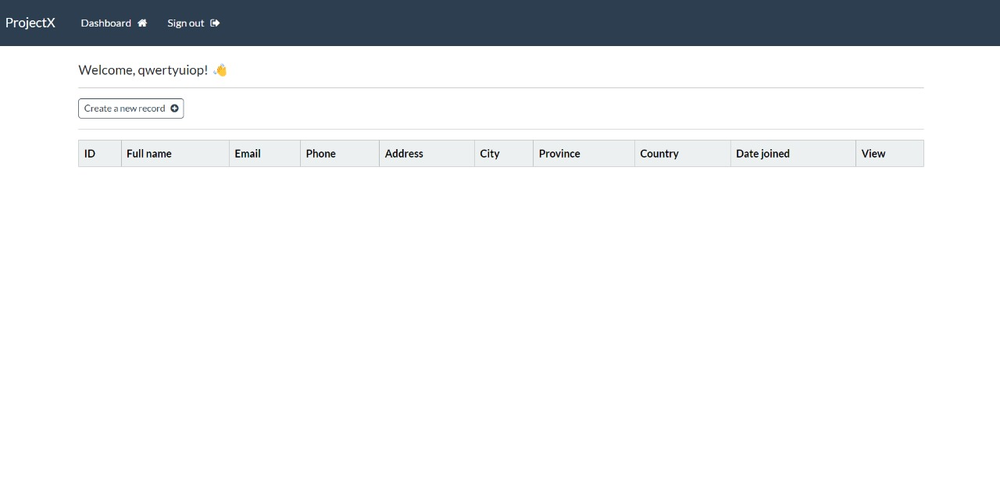 ProjectX Dashboard Sign out
Welcome, qwertyuiop! 👋
Create a new record
ID Full name Email Phone Address City Province Country Date joined View